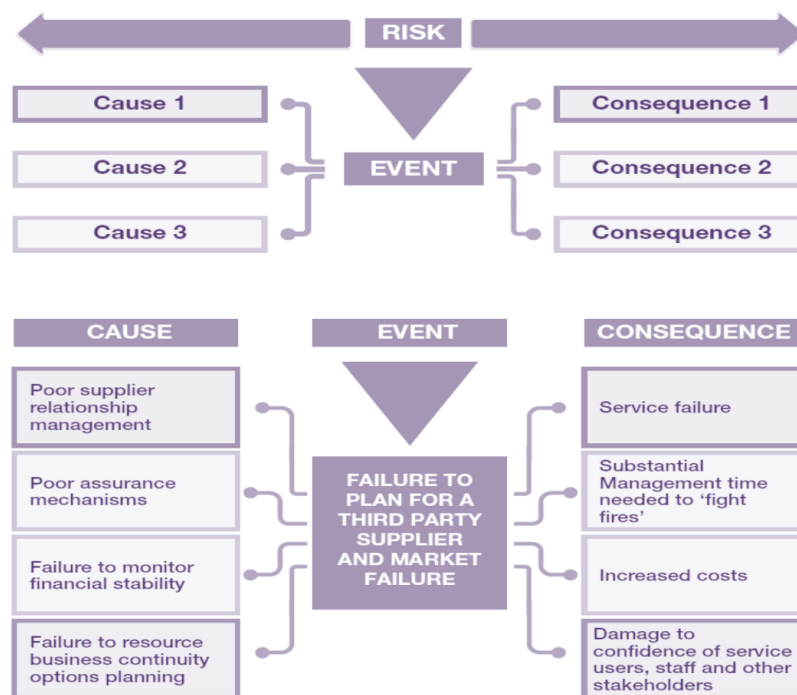 RISK
Cause 1
Consequence 1
EVENT
Cause 2
Consequence 2
Cause 3
Consequence 3
CAUSE
EVENT
CONSEQUENCE
Poor supplier
relationship
management
Poor assurance
mechanisms
Failure to monitor
financial stability
Failure to resource
business continuity
options planning
FAILURE TO
PLAN FOR A
THIRD PARTY
SUPPLIER
AND MARKET
FAILURE
Service failure
Substantial
Management time
needed to ‘fight
fires’
Increased costs
Damage to
confidence of service
users, staff and other
stakeholders